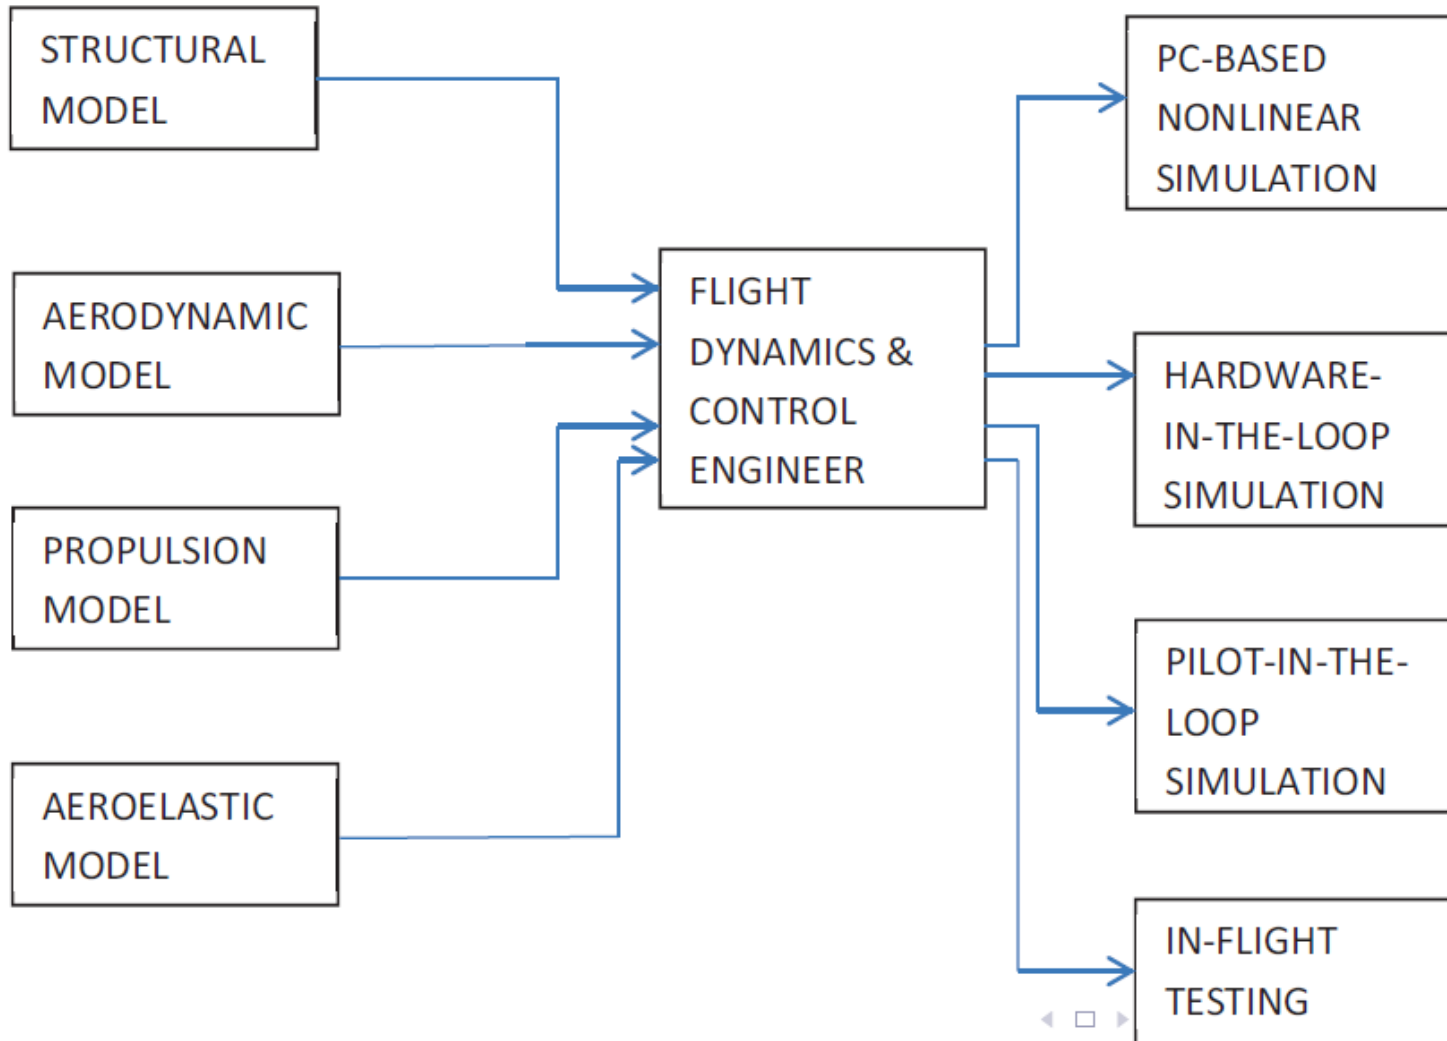 STRUCTURAL
MODEL
AERODYNAMIC
MODEL
PROPULSION
MODEL
AEROELASTIC
MODEL
FLIGHT
DYNAMICS &
CONTROL
ENGINEER
PC-BASED
NONLINEAR
SIMULATION
HARDWARE-
IN-THE-LOOP
SIMULATION
PILOT-IN-THE-
LOOP
SIMULATION
IN-FLIGHT
TESTING